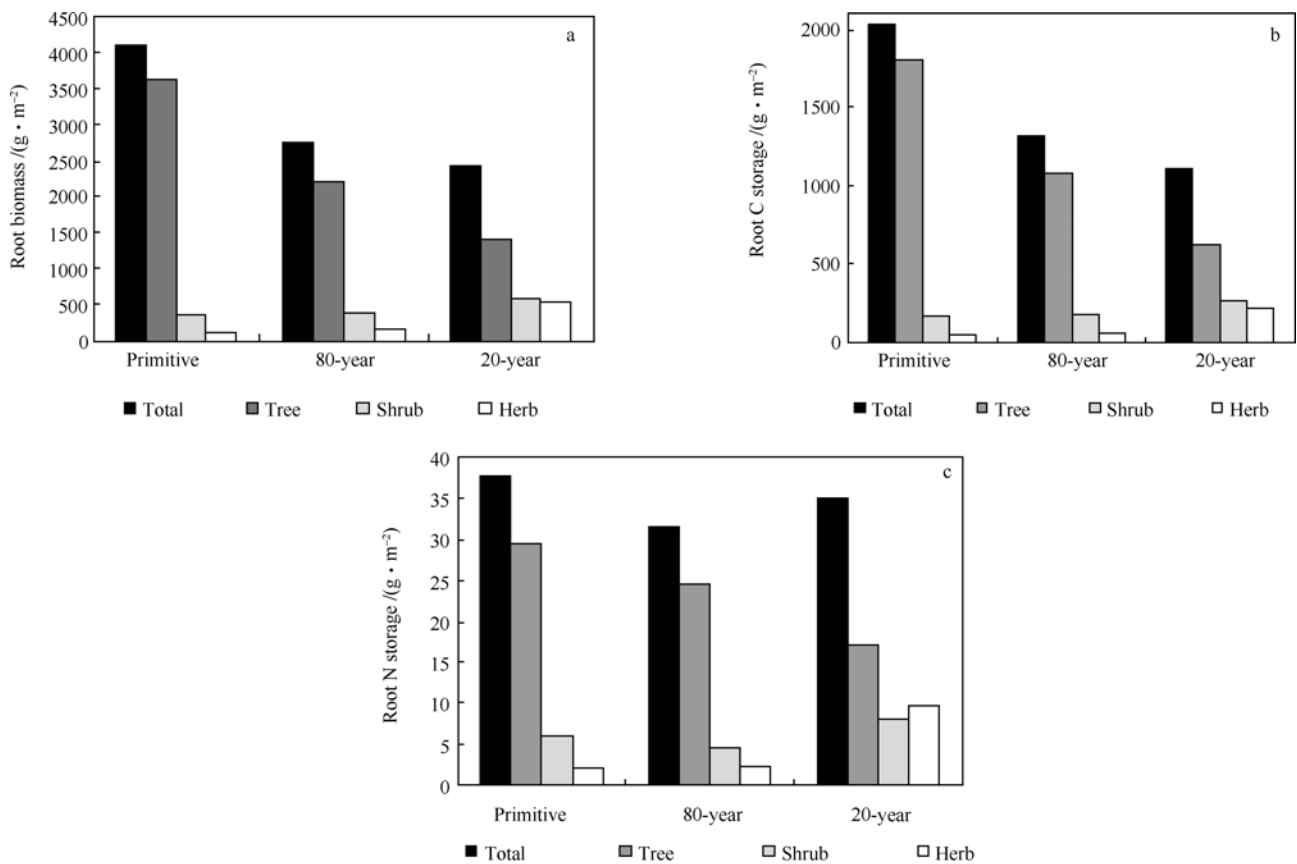 a
Root biomass /(g • m⁻²)
4500
4000
3500
3000
2500
2000
1500
1000
500
0
Primitive 80-year 20-year
Total Tree Shrub Herb
b
Root C storage /(g • m⁻²)
2000
1500
1000
500
0
Primitive 80-year 20-year
Total Tree Shrub Herb
c
Root N storage /(g • m⁻²)
40
35
30
25
20
15
10
5
0
Primitive 80-year 20-year
Total Tree Shrub Herb